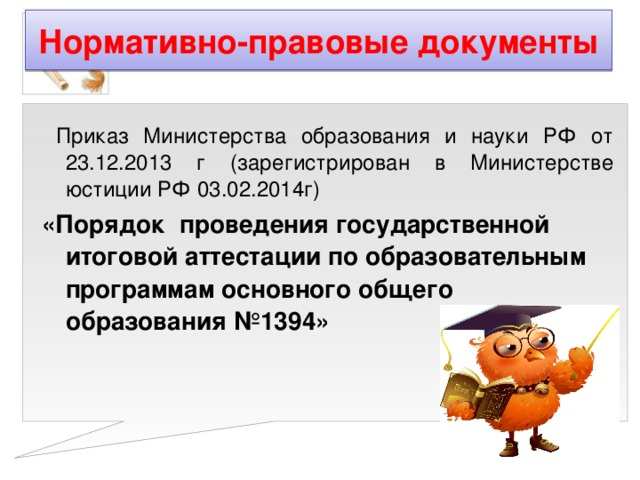 Нормативно-правовые документы
Приказ Министерства образования и науки РФ от
23.12.2013 г (зарегистрирован в Министерстве
юстиции РФ 03.02.2014г)
«Порядок проведения государственной
итоговой аттестации по образовательным
программам основного общего
образования №1394»